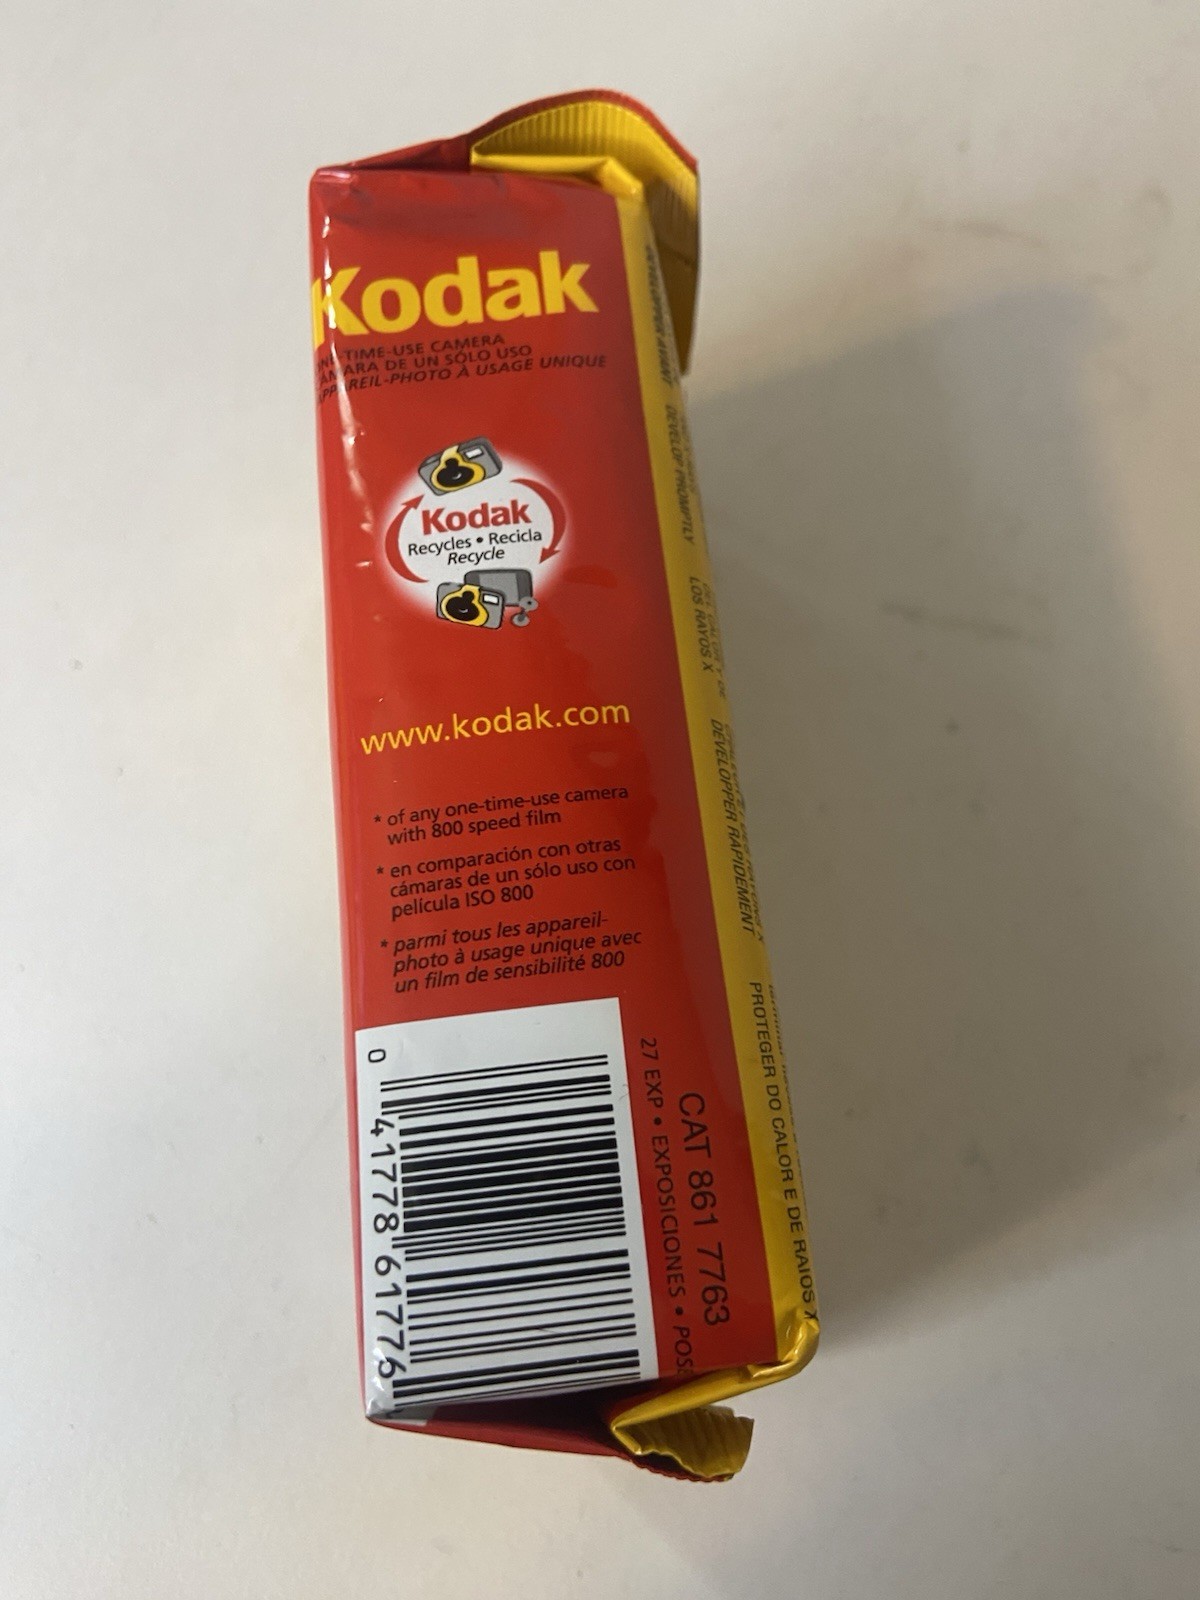 Kodak
TIME-USE CAMERA
DE UN SÓLO USO
APPAREIL-PHOTO À USAGE UNIQUE
Kodak
Recycles • Recicla
Recycle
www.kodak.com
* of any one-time-use camera
with 800 speed film
* en comparación con otras
cámaras de un sólo uso con
película ISO 800
* parmi tous les appareil-
photo à usage unique avec
un film de sensibilité 800
0 41778 61776
27 EXP • EXPOSICIONES •
CAT 861 7763
DEVELOP PROMPTLY
LOS RAYOS X
DÉVELOPPER RAPIDEMENT
PROTEGER DO CALOR E DE RAIOS X